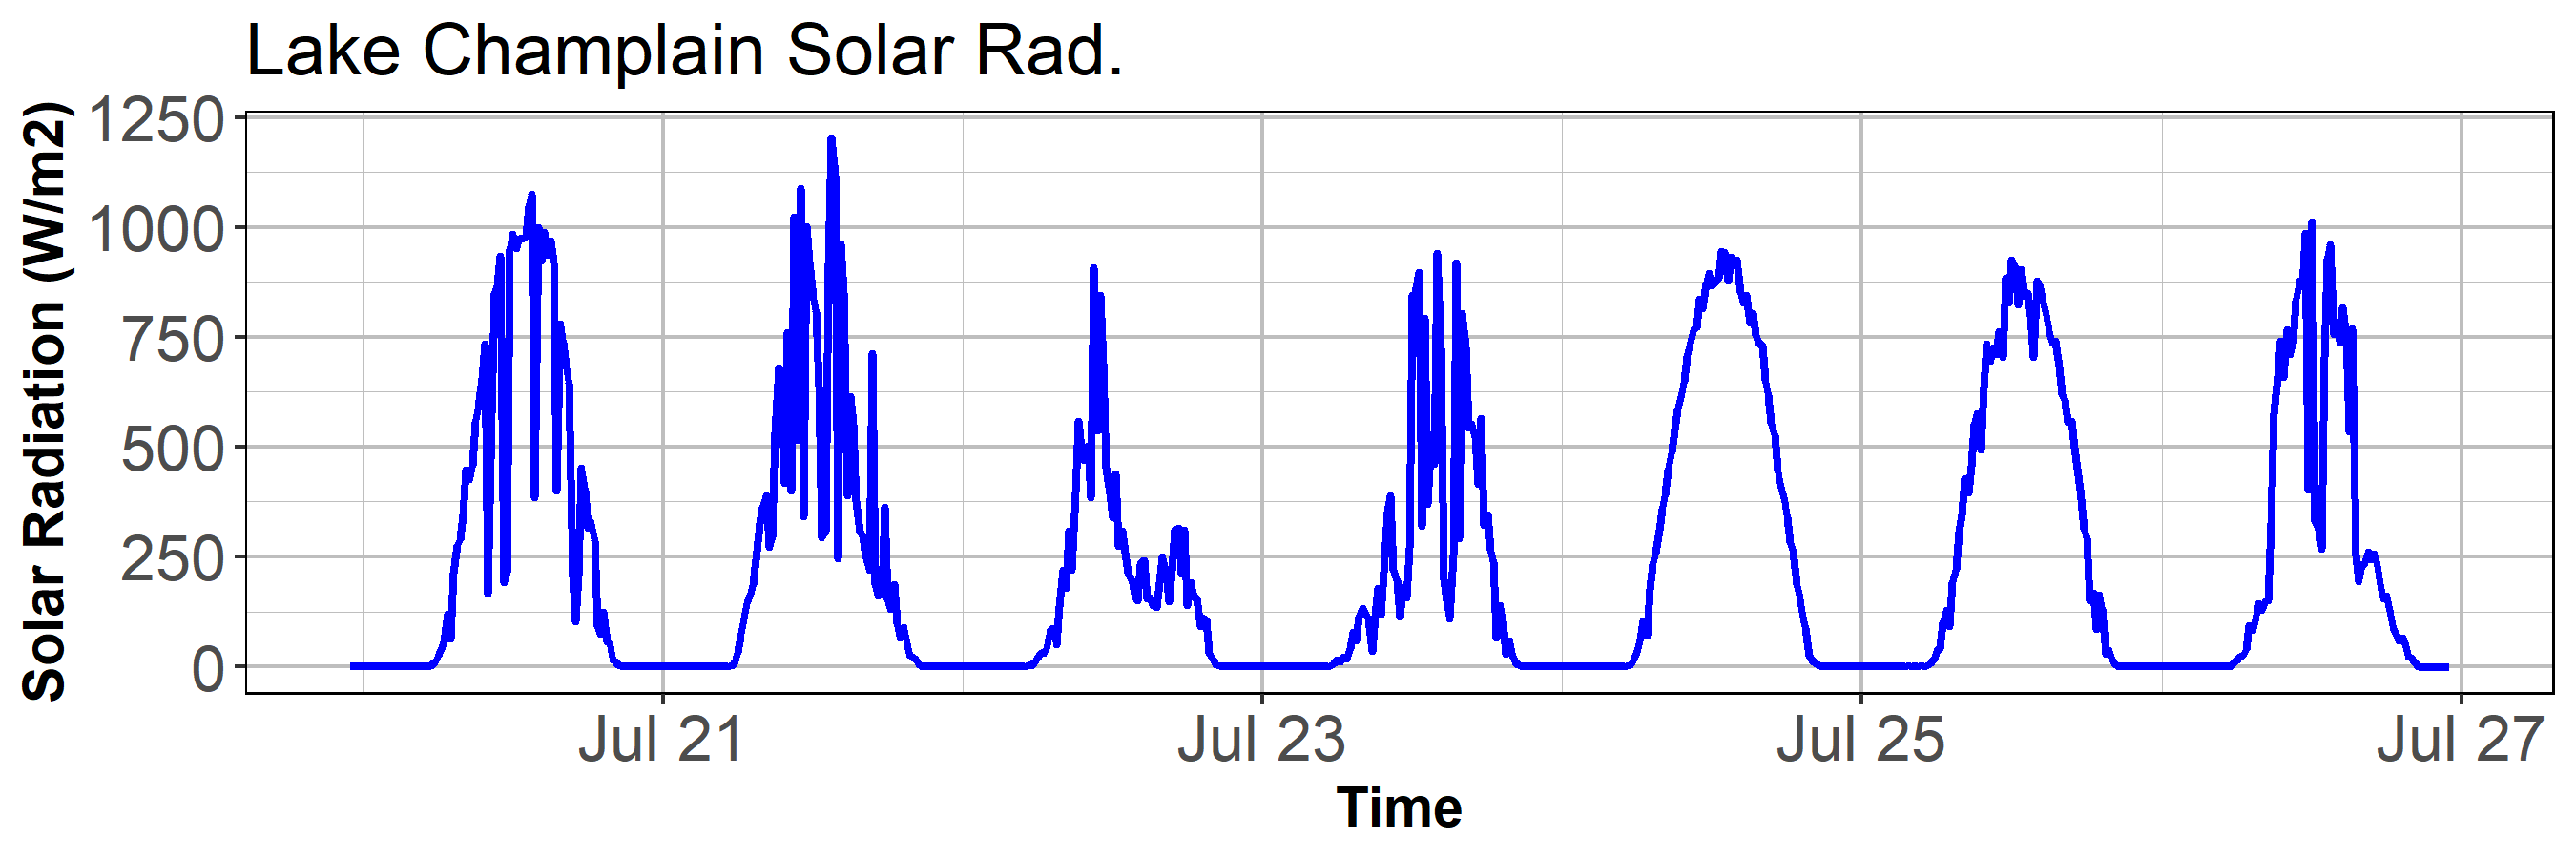 Lake Champlain Solar Rad.
Solar Radiation (W/m2)
1250
1000
750
500
250
0
Jul 21
Jul 23
Jul 25
Jul 27
Time